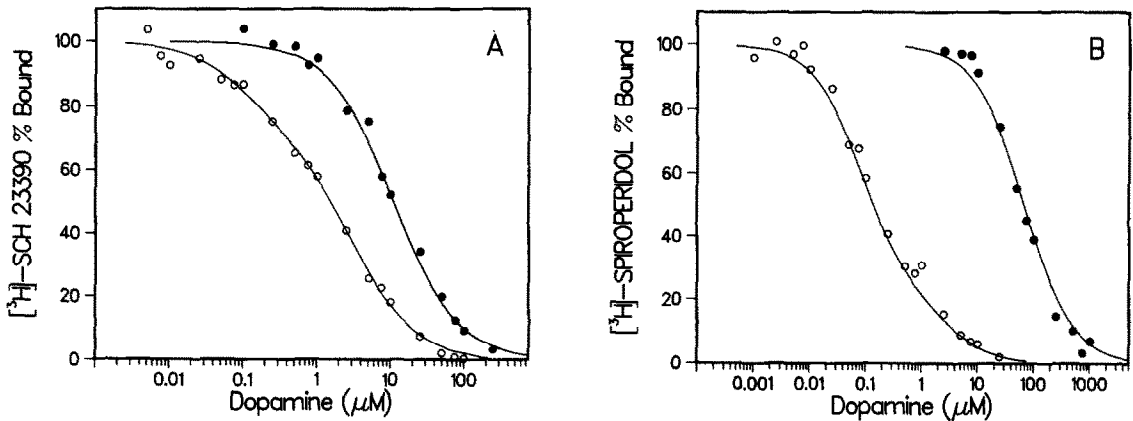 A
[³H]-SCH 23390 % Bound
100
80
60
40
20
0
0.01 0.1 1 10 100
Dopamine (μM)
B
[³H]-SPIROPERIDOL % Bound
100
80
60
40
20
0
0.001 0.01 0.1 1 10 100 1000
Dopamine (μM)